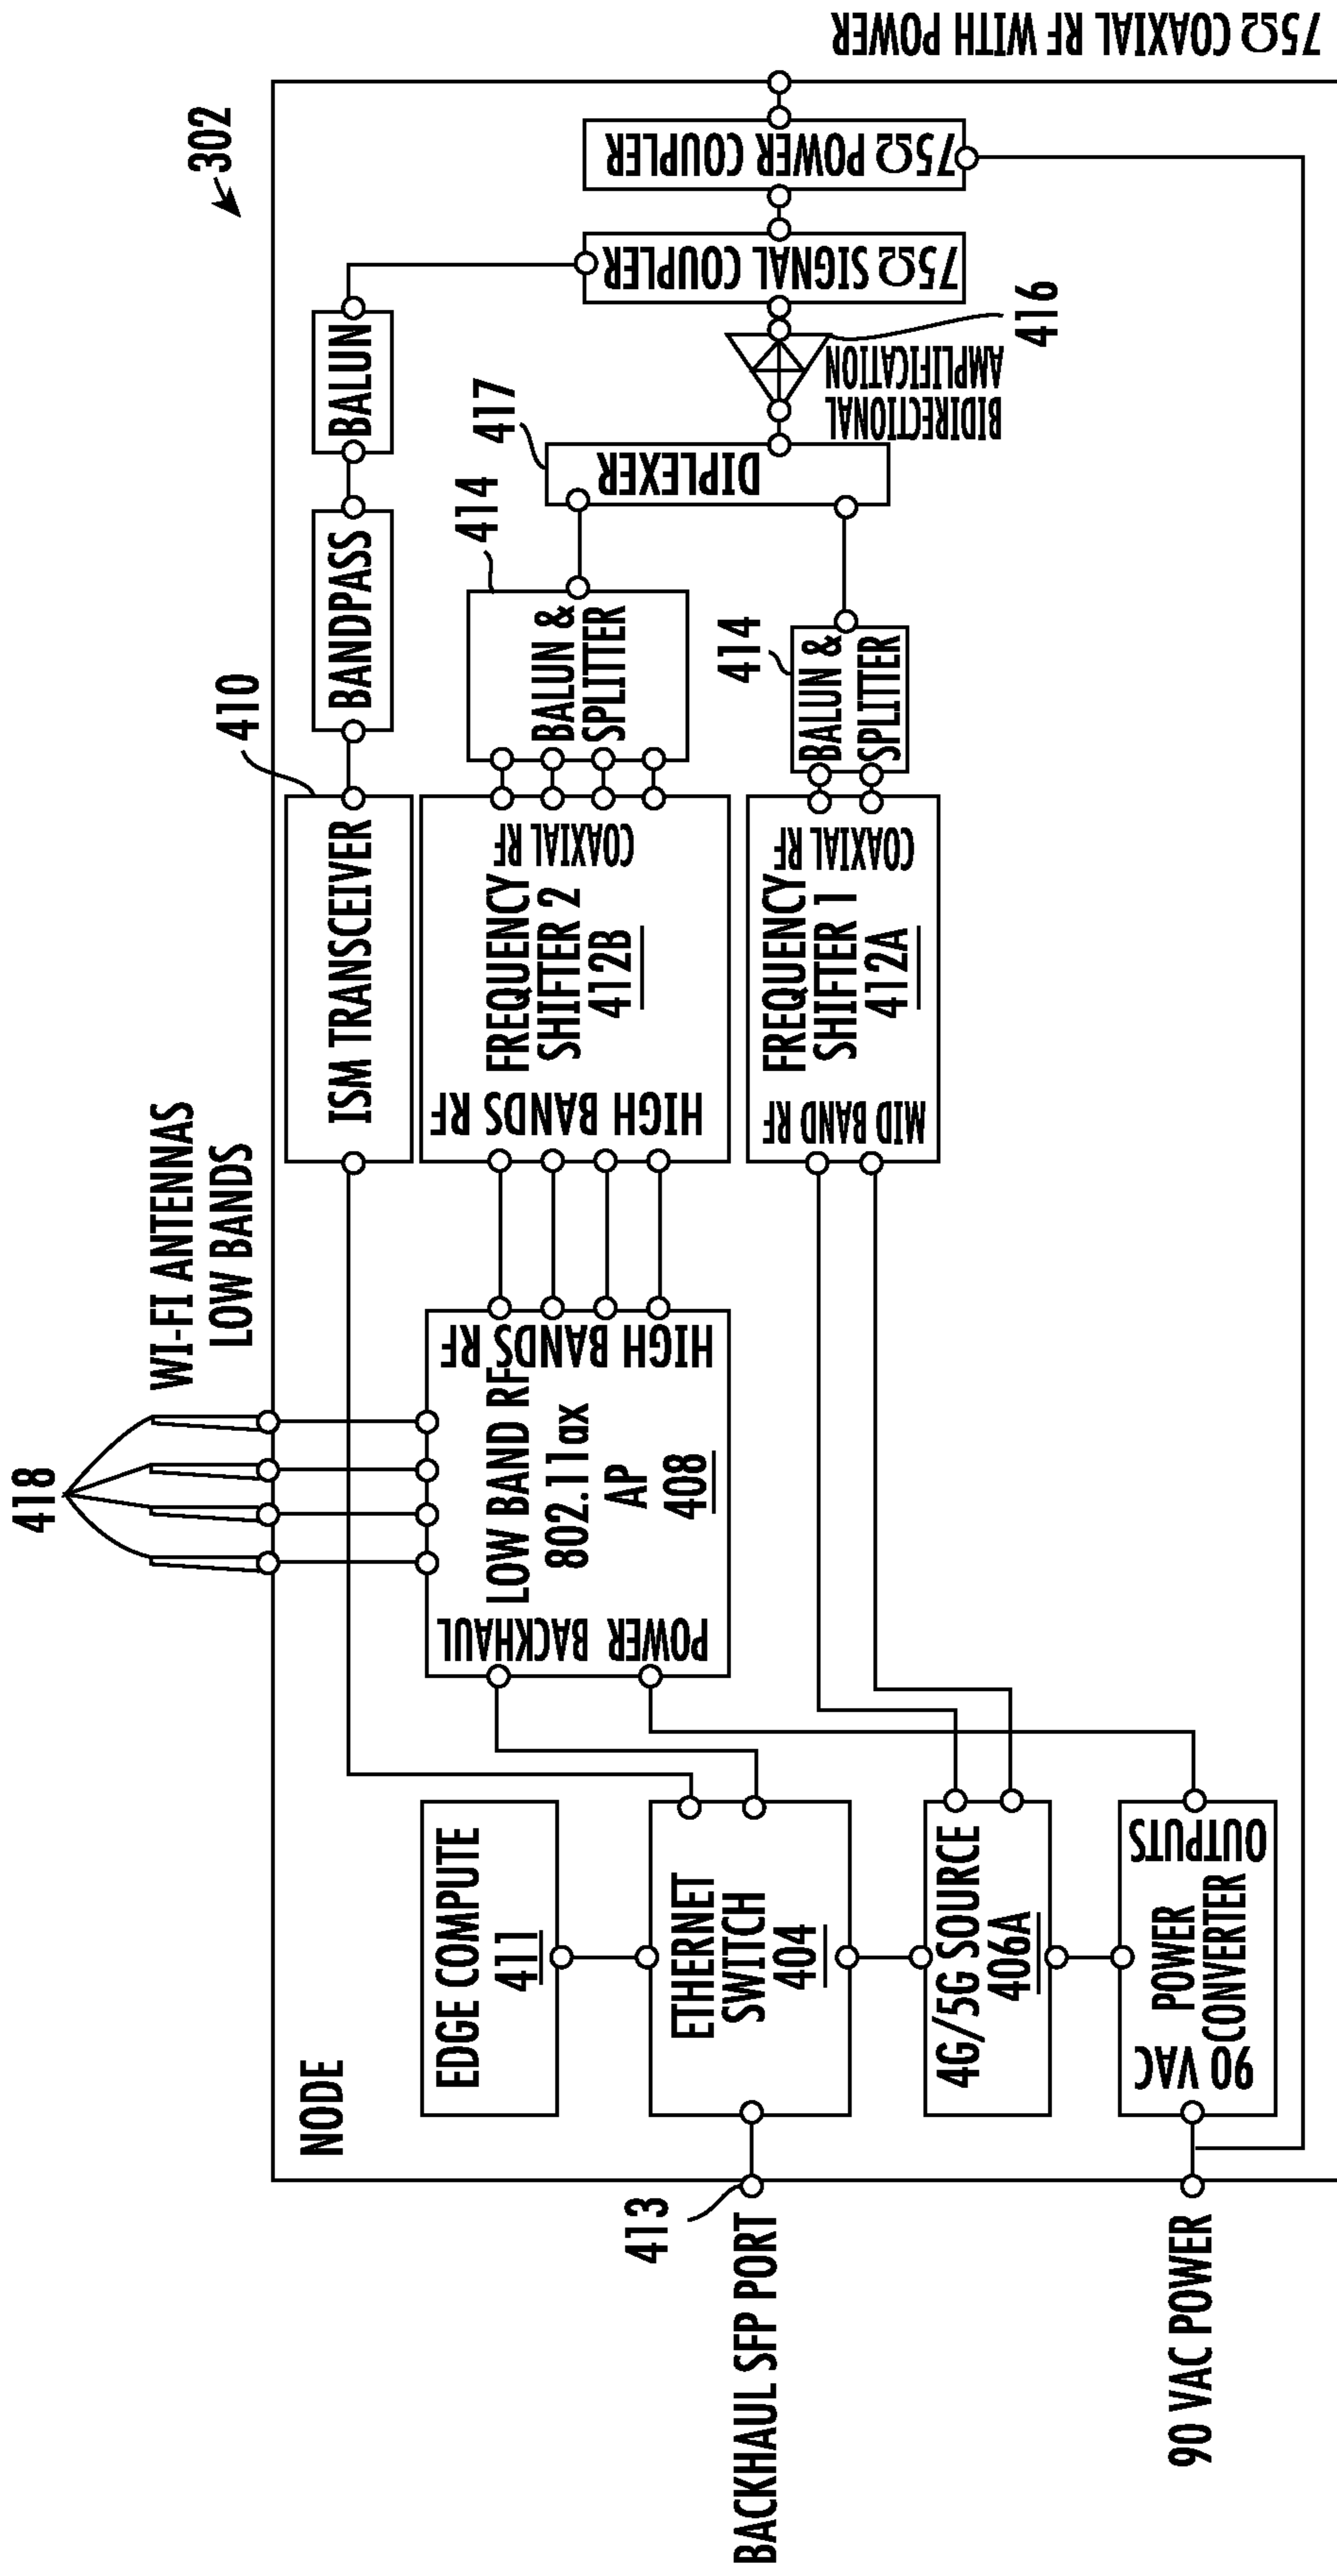 302
418
WI-FI ANTENNAS
LOW BANDS
NODE
410
ISM TRANSCEIVER
BANDPASS
BALUN
EDGE COMPUTE
411
POWER
BACKHAUL
LOW BAND RF
802.11ax
AP
408
HIGH BANDS RF
HIGH BANDS RF
FREQUENCY
SHIFTER 2
412B
COAXIAL RF
414
BALUN &
SPLITTER
417
DIPLEXER
BIDIRECTIONAL
AMPLIFICATION
416
75Ω SIGNAL COUPLER
75Ω POWER COUPLER
75Ω COAXIAL RF WITH POWER
413
BACKHAUL SFP PORT
ETHERNET
SWITCH
404
MID BAND RF
FREQUENCY
SHIFTER 1
412A
COAXIAL RF
414
BALUN &
SPLITTER
4G/5G SOURCE
406A
90 VAC POWER
90 VAC
POWER
CONVERTER
OUTPUTS